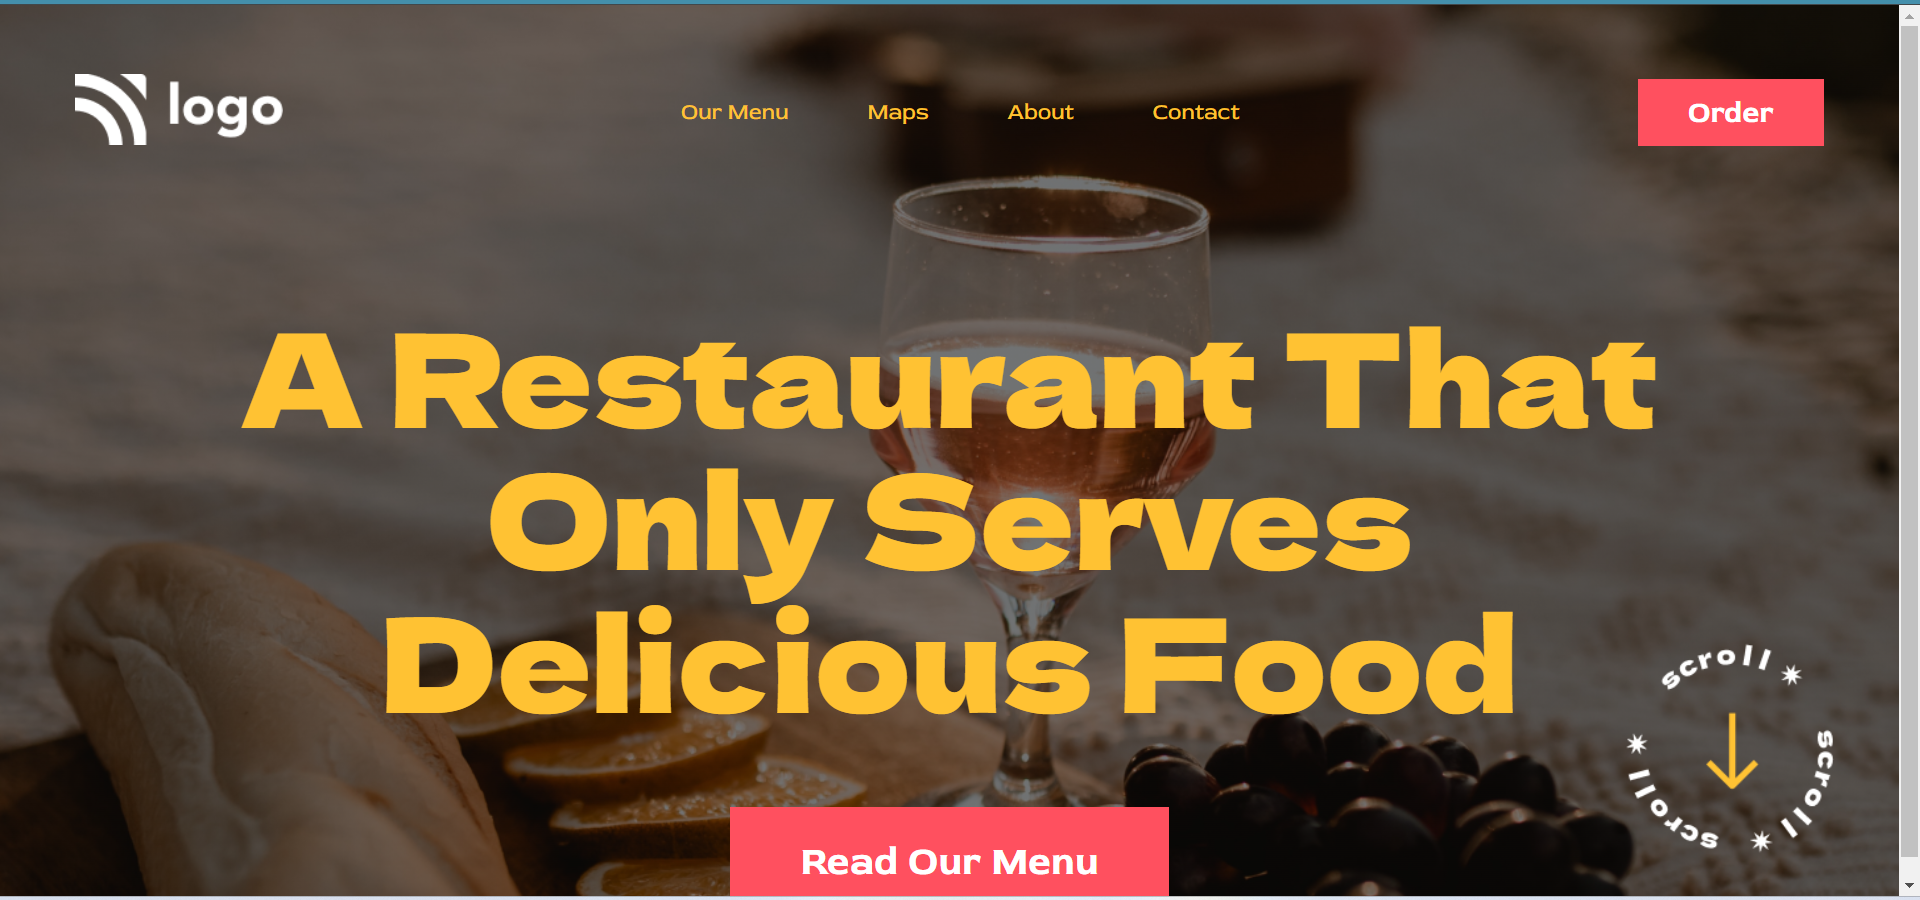 logo
Our Menu
Maps
About
Contact
Order
A Restaurant That
Only Serves
Delicious Food
Read Our Menu
scroll
scroll
scroll